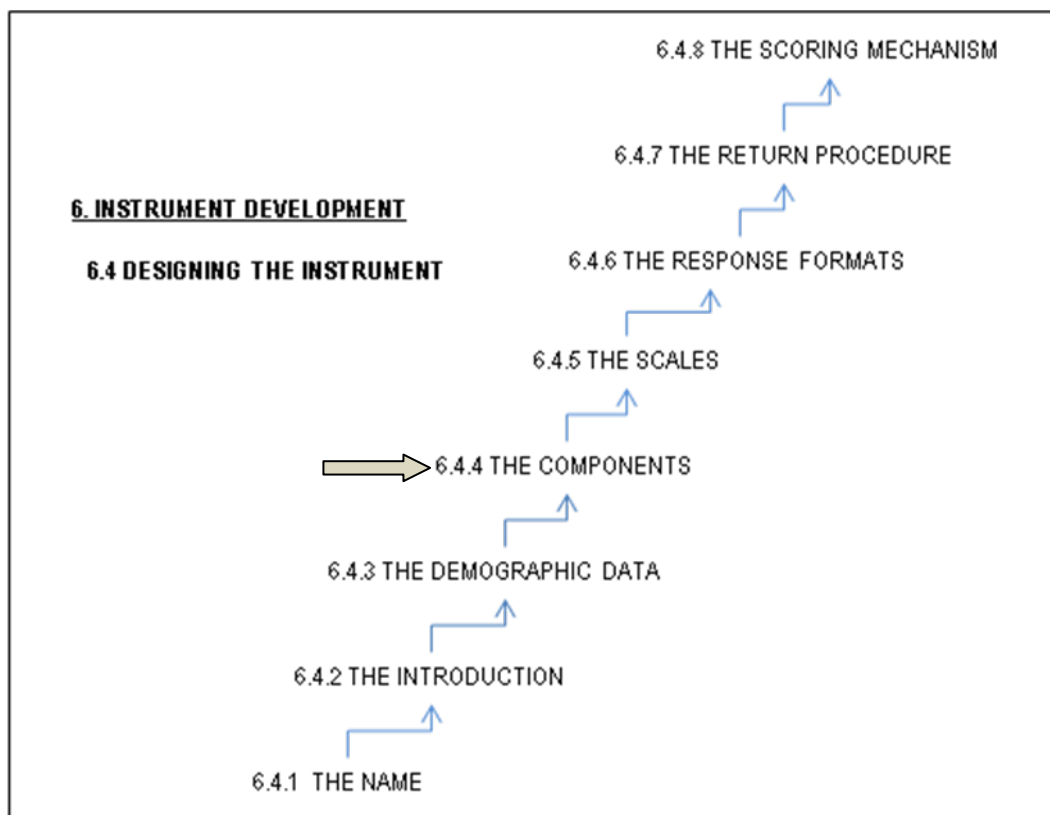 6.4.8 THE SCORING MECHANISM
6.4.7 THE RETURN PROCEDURE
6. INSTRUMENT DEVELOPMENT
6.4.6 THE RESPONSE FORMATS
6.4 DESIGNING THE INSTRUMENT
6.4.5 THE SCALES
6.4.4 THE COMPONENTS
6.4.3 THE DEMOGRAPHIC DATA
6.4.2 THE INTRODUCTION
6.4.1 THE NAME